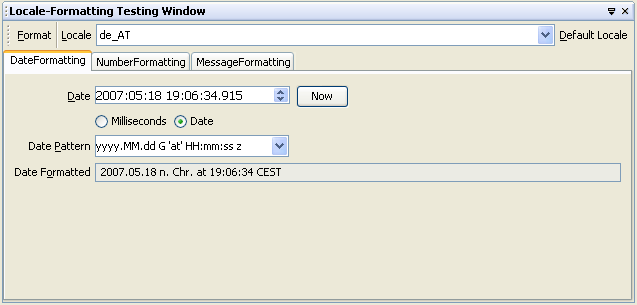 Locale-Formatting Testing Window
Format Locale de_AT Default Locale
DateFormatting NumberFormatting MessageFormatting
Date 2007:05:18 19:06:34.915 Now
Milliseconds Date
Date Pattern yyyy.MM.dd G 'at' HH:mm:ss z
Date Formatted 2007.05.18 n. Chr. at 19:06:34 CEST